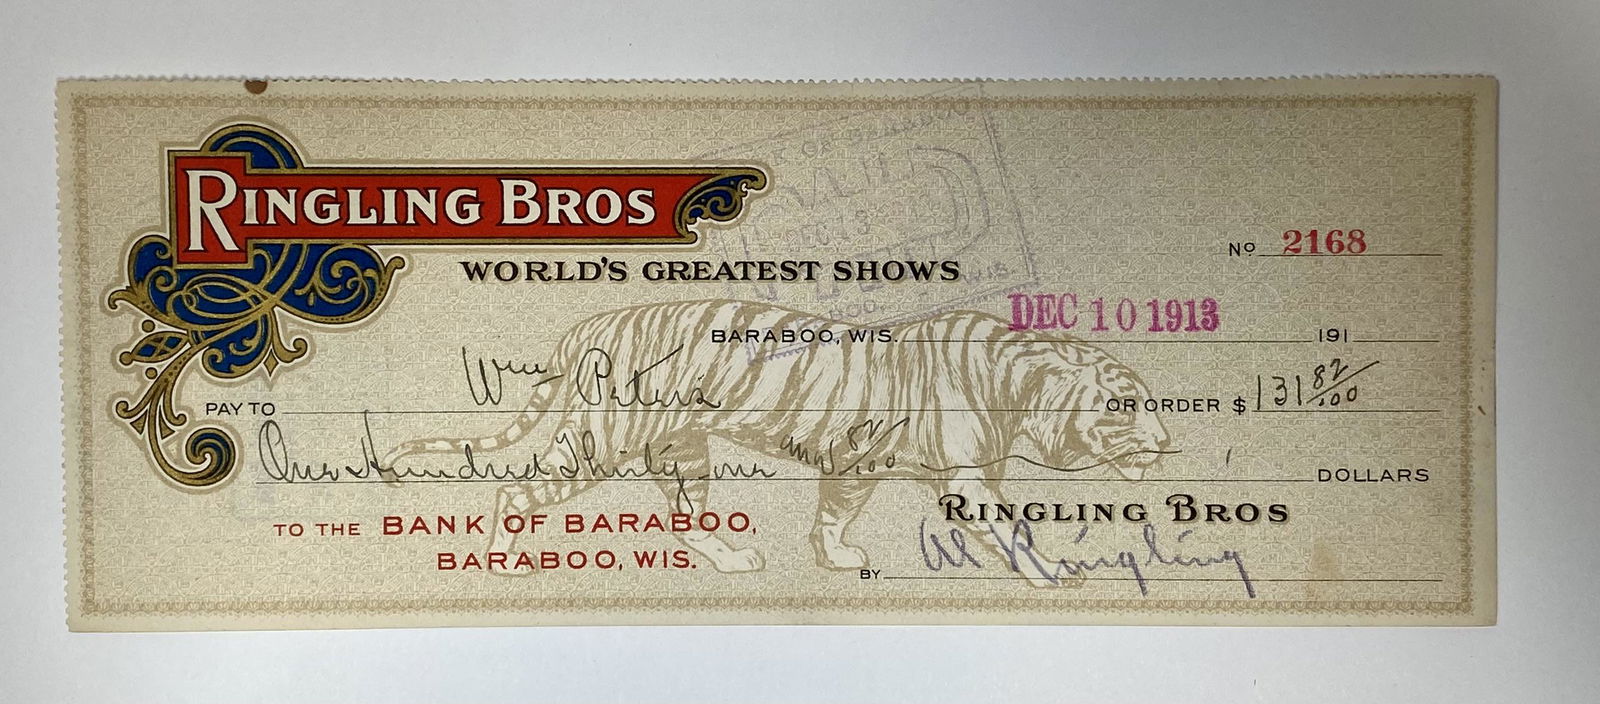 RINGLING BROS
WORLD'S GREATEST SHOWS
No. 2168
BARABOO, WIS. DEC 10 1913 191
PAY TO Wm Peters OR ORDER $ 131 82/100
One Hundred Thirty one and 82/100 DOLLARS
RINGLING BROS
TO THE BANK OF BARABOO,
BARABOO, WIS.
BY Al Ringling